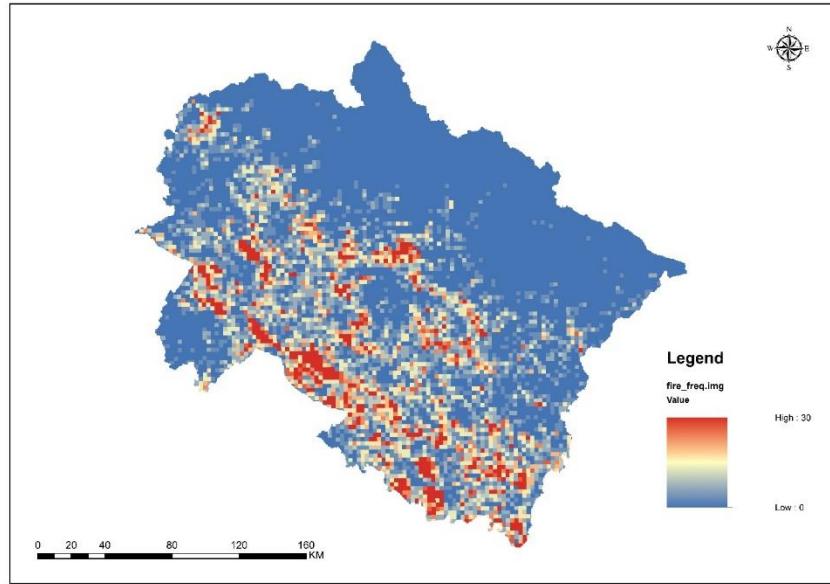 N
W E
S
Legend
fire_freq.img
Value
High : 30
Low : 0
0 20 40 80 120 160
KM